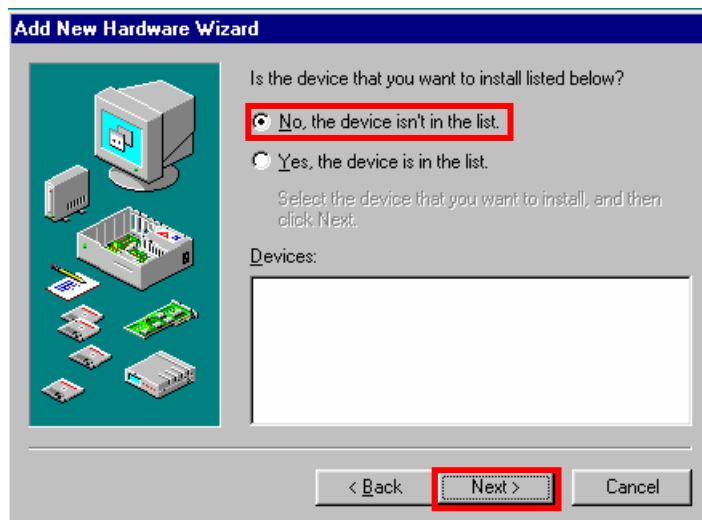 Add New Hardware Wizard
Is the device that you want to install listed below?
No, the device isn't in the list.
Yes, the device is in the list.
Select the device that you want to install, and then
click Next.
Devices:
< Back
Next >
Cancel